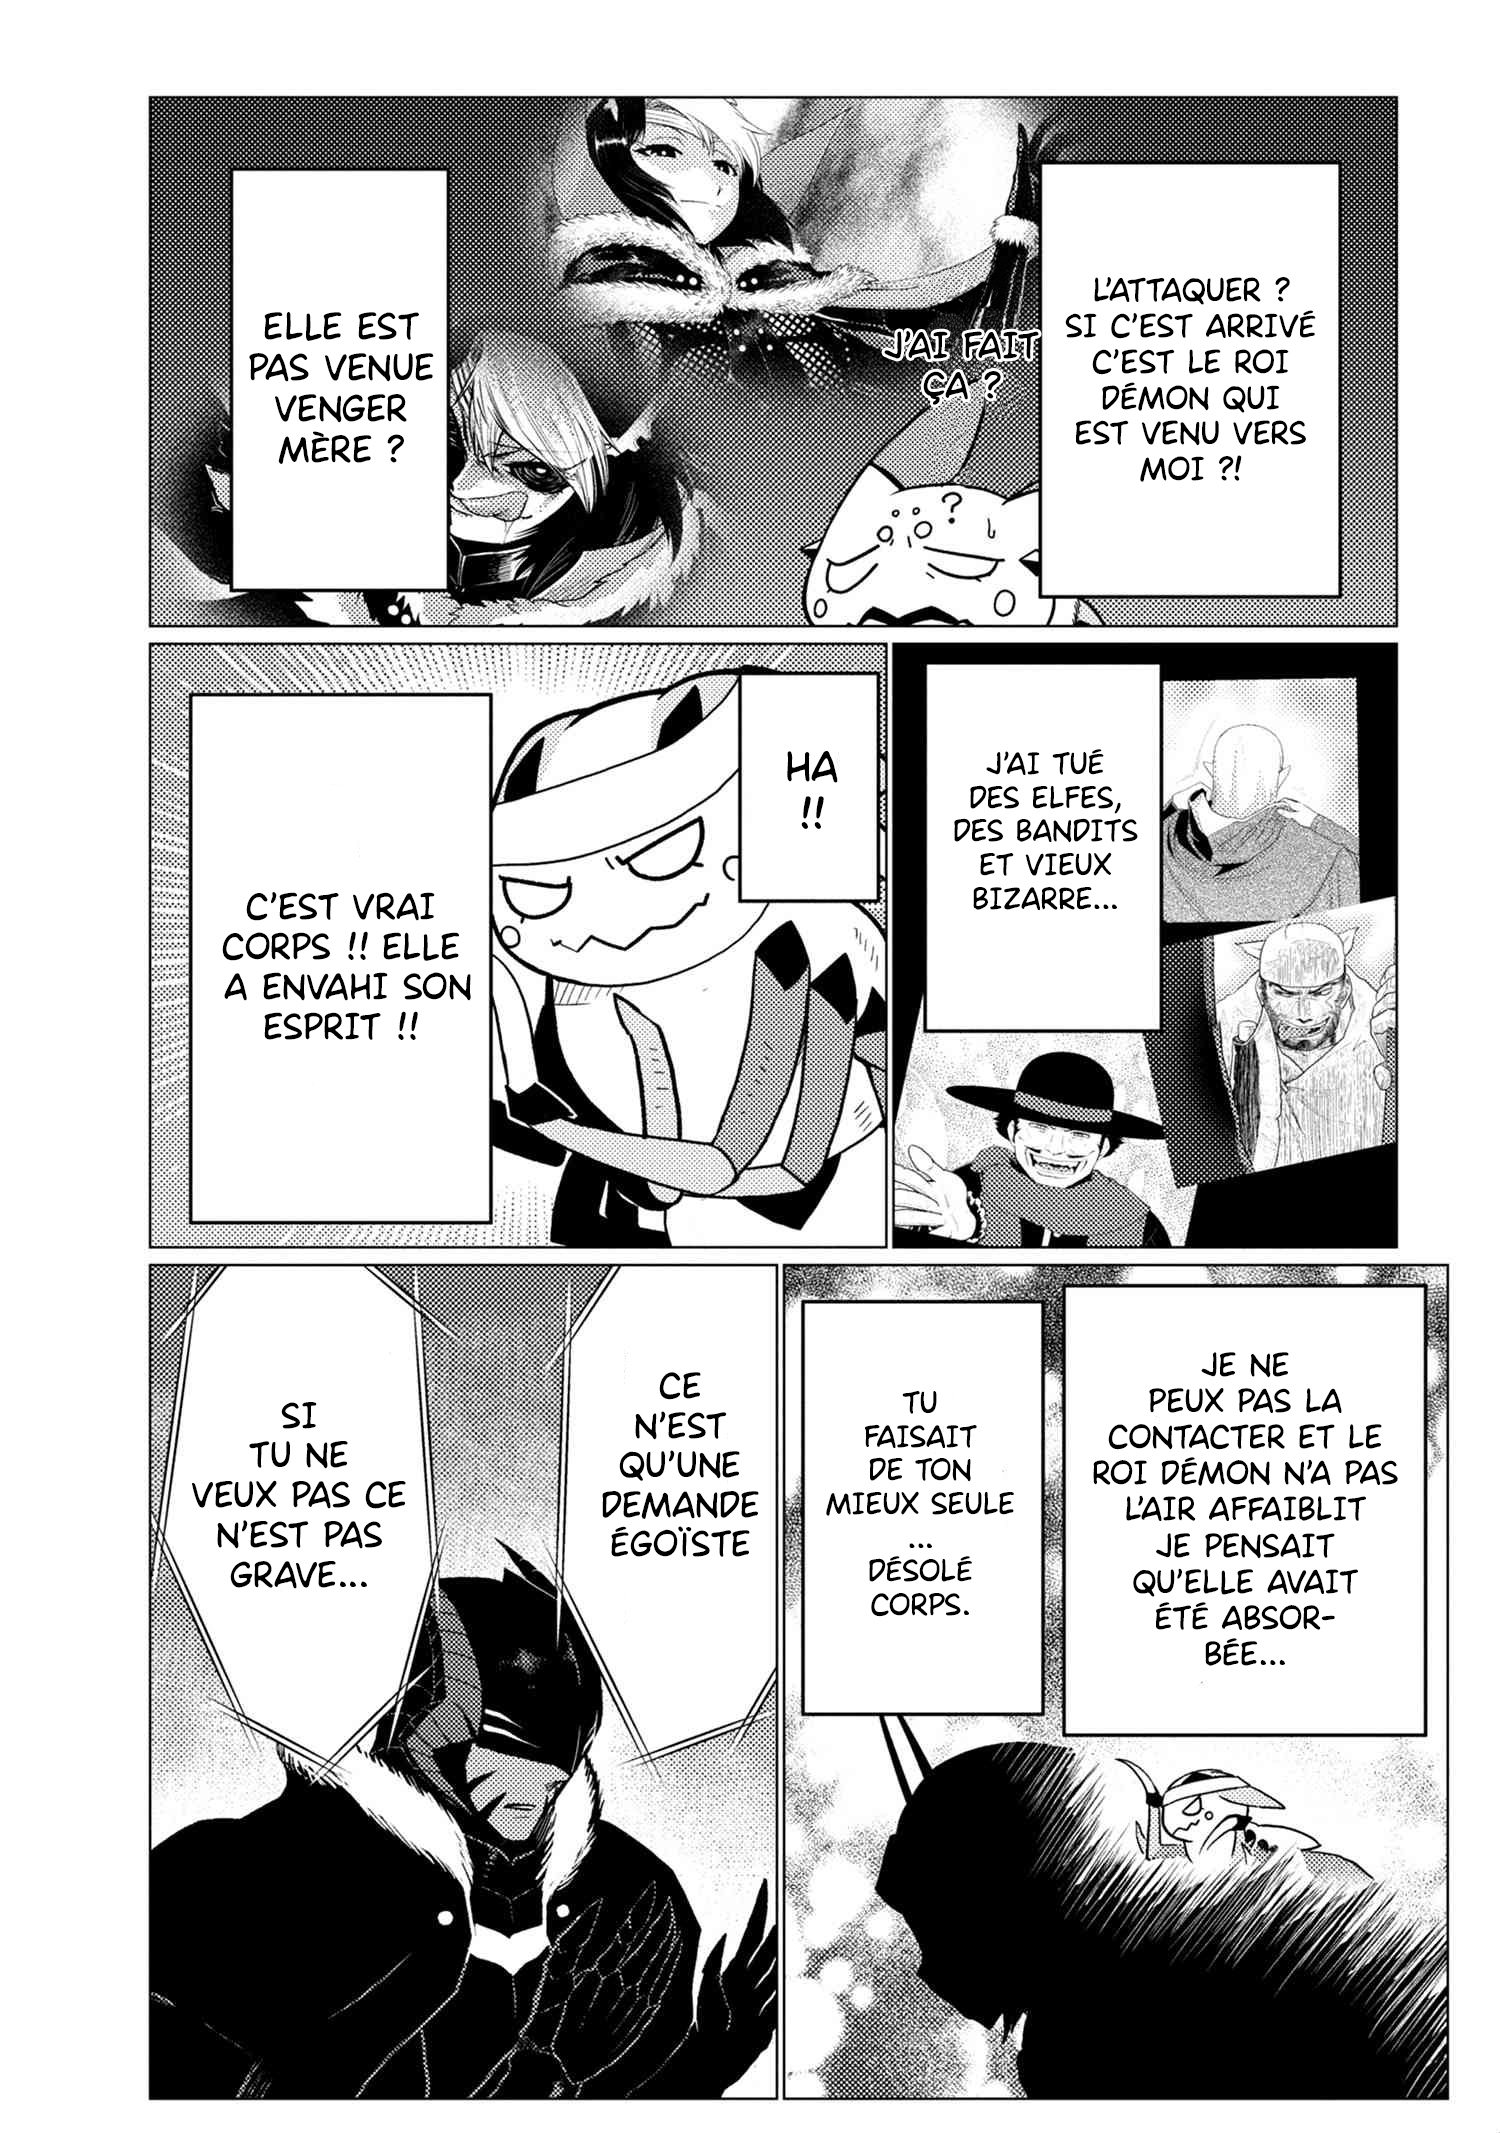 L'ATTAQUER ?
SI C'EST ARRIVÉ
C'EST LE ROI
DÉMON QUI
EST VENU VERS
MOI ?!
J'AI FAIT
ÇA ?
?
ELLE EST
PAS VENUE
VENGER
MÈRE ?
J'AI TUÉ
DES ELFES,
DES BANDITS
ET VIEUX
BIZARRE...
HA
!!
C'EST VRAI
CORPS !! ELLE
A ENVAHI SON
ESPRIT !!
JE NE
PEUX PAS LA
CONTACTER ET LE
ROI DÉMON N'A PAS
L'AIR AFFAIBLIT
JE PENSAIT
QU'ELLE AVAIT
ÉTÉ ABSOR-
BÉE...
TU
FAISAIT
DE TON
MIEUX SEULE
...
DÉSOLÉ
CORPS.
CE
N'EST
QU'UNE
DEMANDE
ÉGOÏSTE
SI
TU NE
VEUX PAS CE
N'EST PAS
GRAVE...